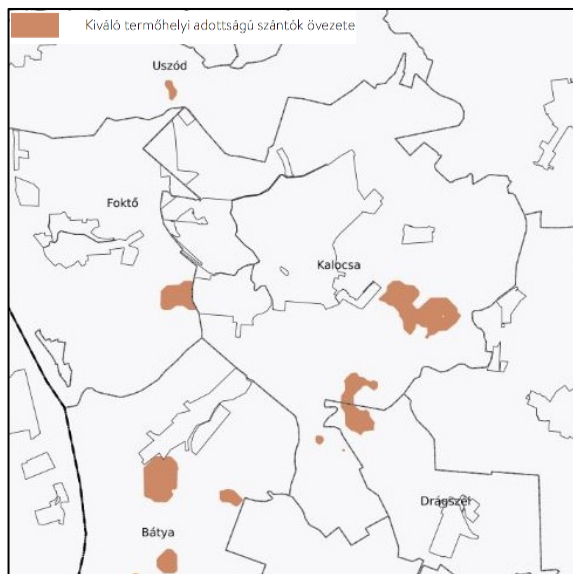 Kiváló termőhelyi adottságú szántók övezete
Uszód
Foktő
Kalocsa
Drágszél
Bátya